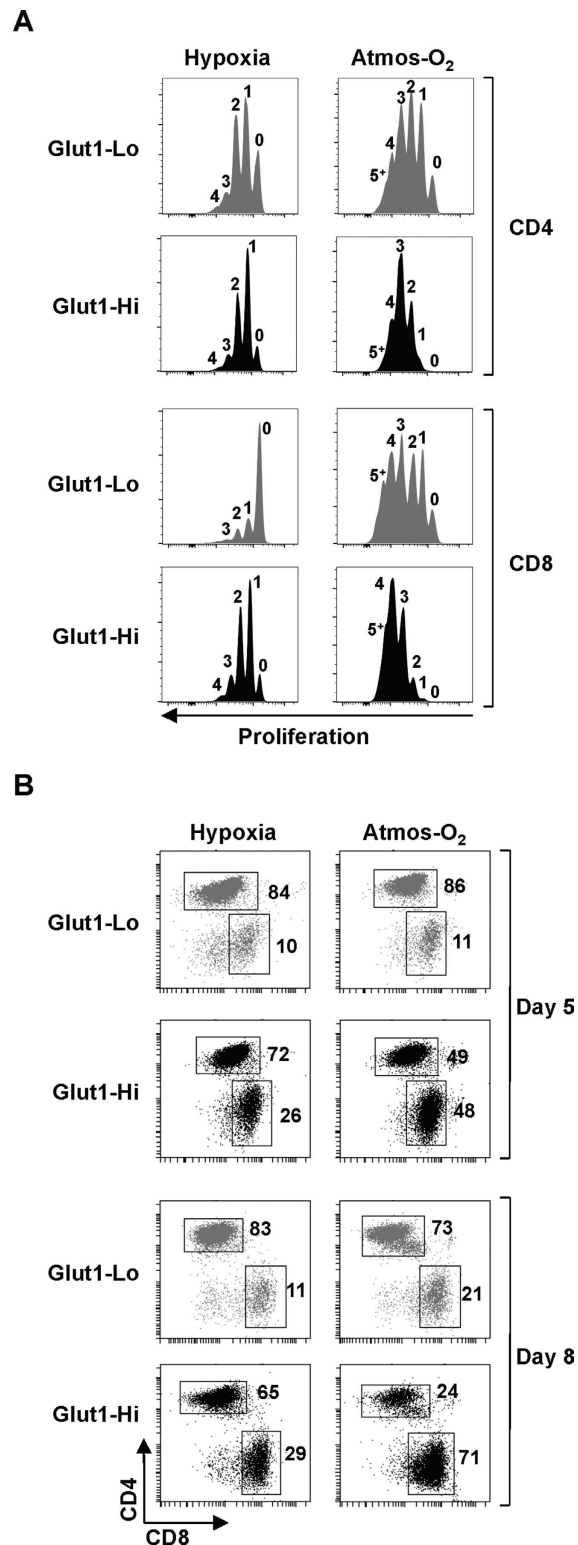 A
Hypoxia Atmos-O₂
Glut1-Lo 4 3 2 1 0 5⁺ 4 3 2 1 0
CD4
Glut1-Hi 4 3 2 1 0 5⁺ 4 3 2 1 0
Glut1-Lo 3 2 1 0 5⁺ 4 3 2 1 0
CD8
Glut1-Hi 4 3 2 1 0 5⁺ 4 3 2 1 0
Proliferation
B
Hypoxia Atmos-O₂
Glut1-Lo 84 86
10 11
Day 5
Glut1-Hi 72 49
26 48
Glut1-Lo 83 73
11 21
Day 8
Glut1-Hi 65 24
29 71
CD4
CD8